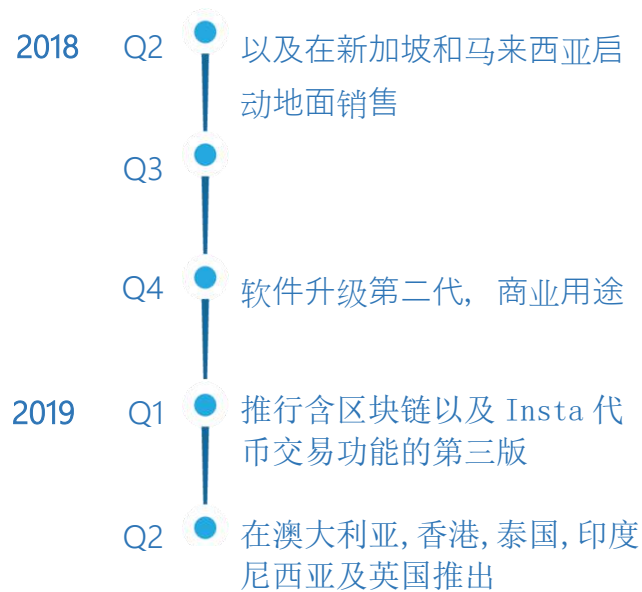 2018 Q2 以及在新加坡和马来西亚启
动地面销售
Q3
Q4 软件升级第二代, 商业用途
2019 Q1 推行含区块链以及 Insta 代
币交易功能的第三版
Q2 在澳大利亚,香港,泰国,印度
尼西亚及英国推出